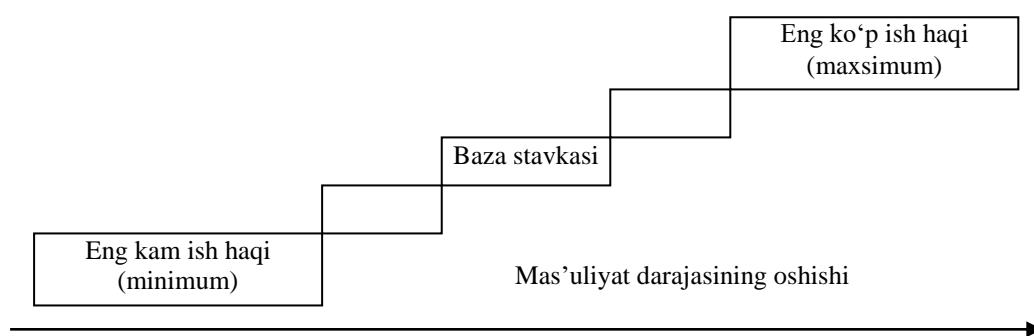 Eng ko‘p ish haqi
(maxsimum)
Baza stavkasi
Eng kam ish haqi
(minimum)
Mas’uliyat darajasining oshishi